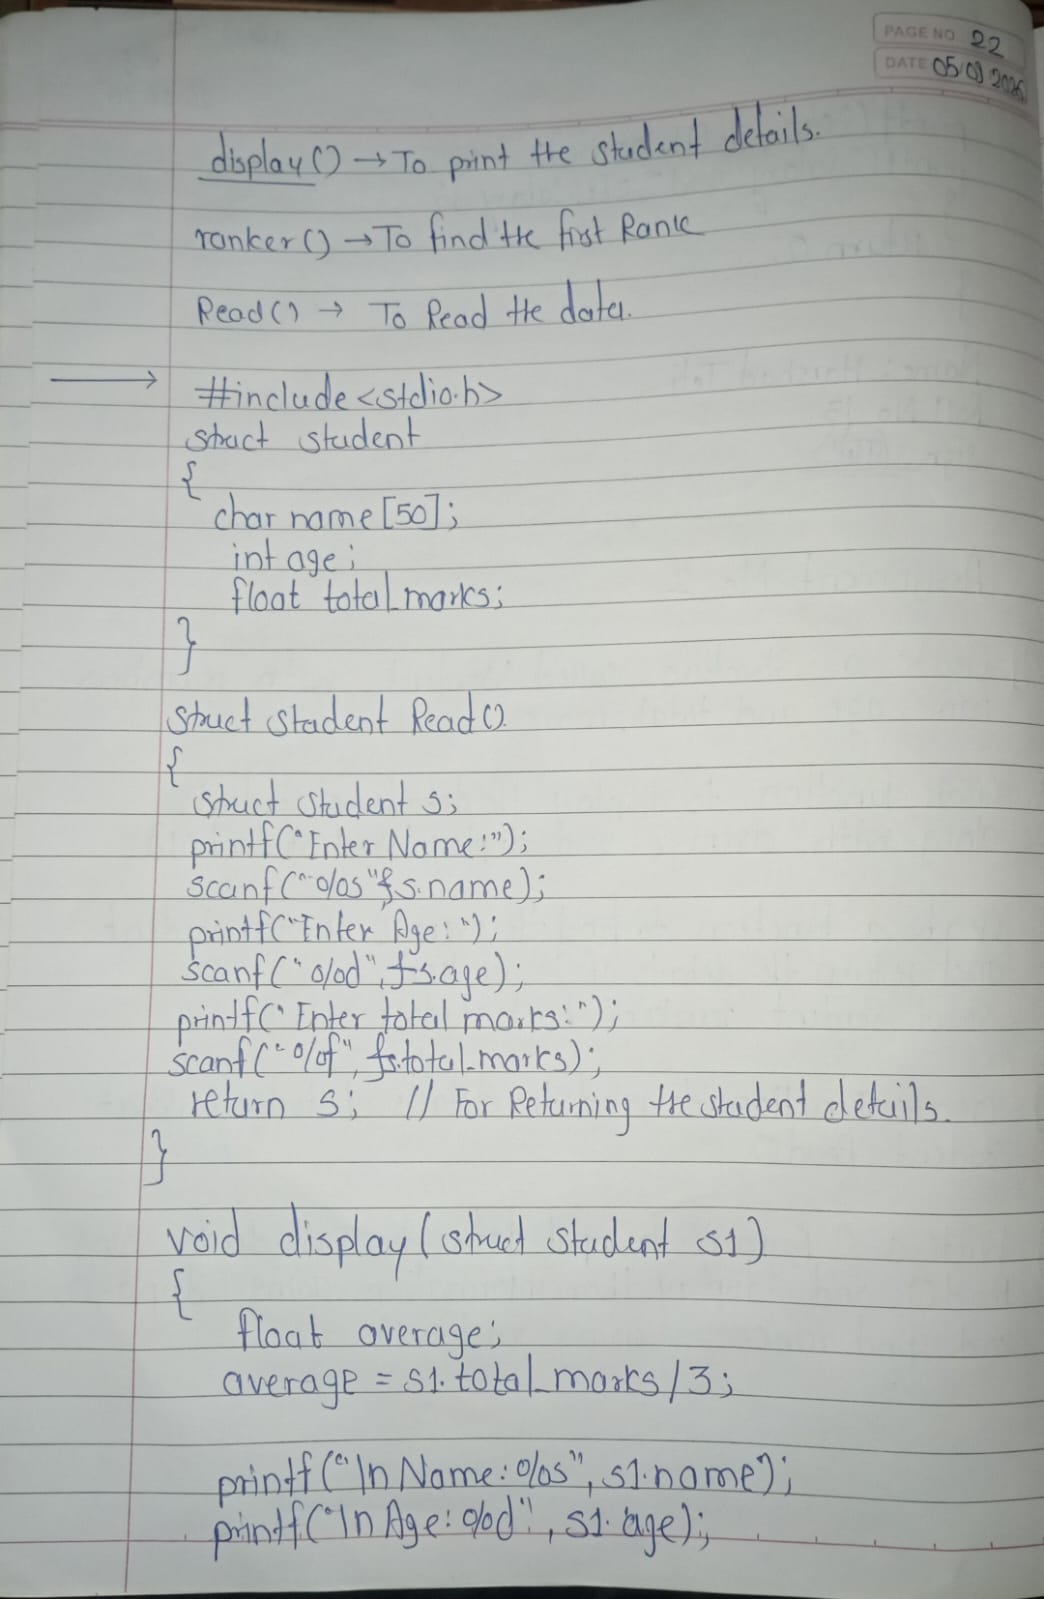 PAGE NO 22
DATE 05/09/2025
display() → To print the student details.
ranker() → To find the first Rank
Read() → To Read the data.
→ #include<stdio.h>
struct student
{
char name[50];
int age;
float total_marks;
}
struct student Read()
{
struct student s;
printf("Enter Name:");
scanf("%s"&s.name);
printf("Enter Age:");
scanf("%d",&s.age);
printf("Enter total marks:");
scanf("%f", &s.total_marks);
return s; // For Returning the student details.
}
void display(struct student s1)
{
float average;
average = s1.total_marks/3;
printf("\n Name: %s", s1.name);
printf("\n Age: %d", s1.age);